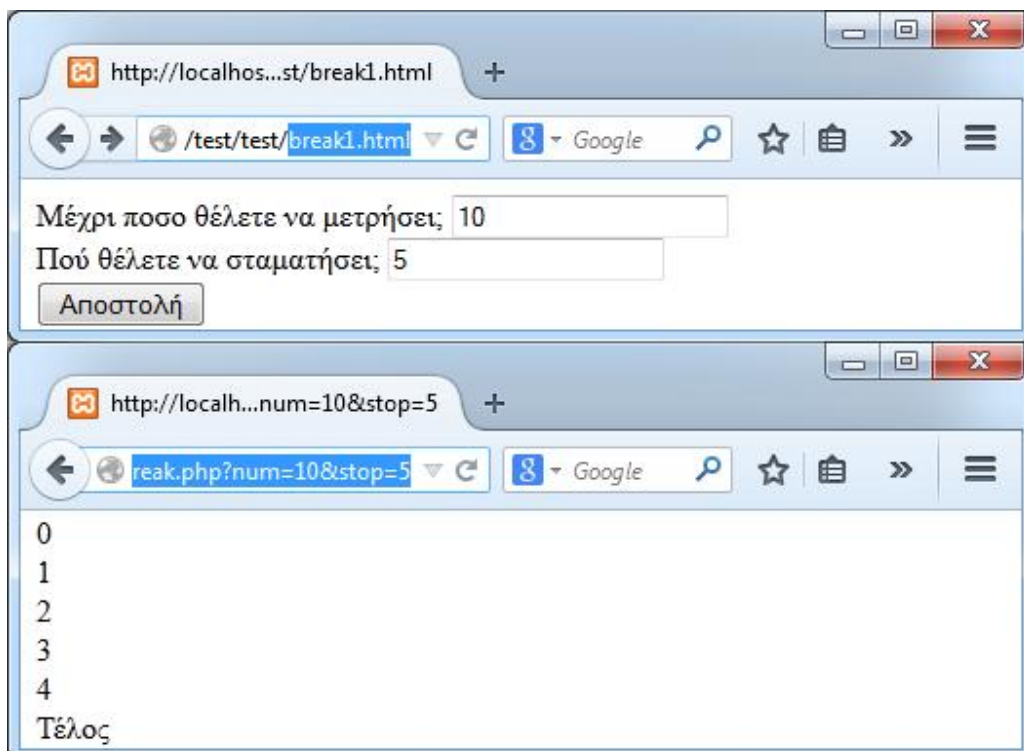 http://localhos...st/break1.html
/test/test/break1.html
Google
Μέχρι ποσο θέλετε να μετρήσει; 10
Πού θέλετε να σταματήσει; 5
Αποστολή
http://localh...num=10&stop=5
reak.php?num=10&stop=5
Google
0
1
2
3
4
Τέλος